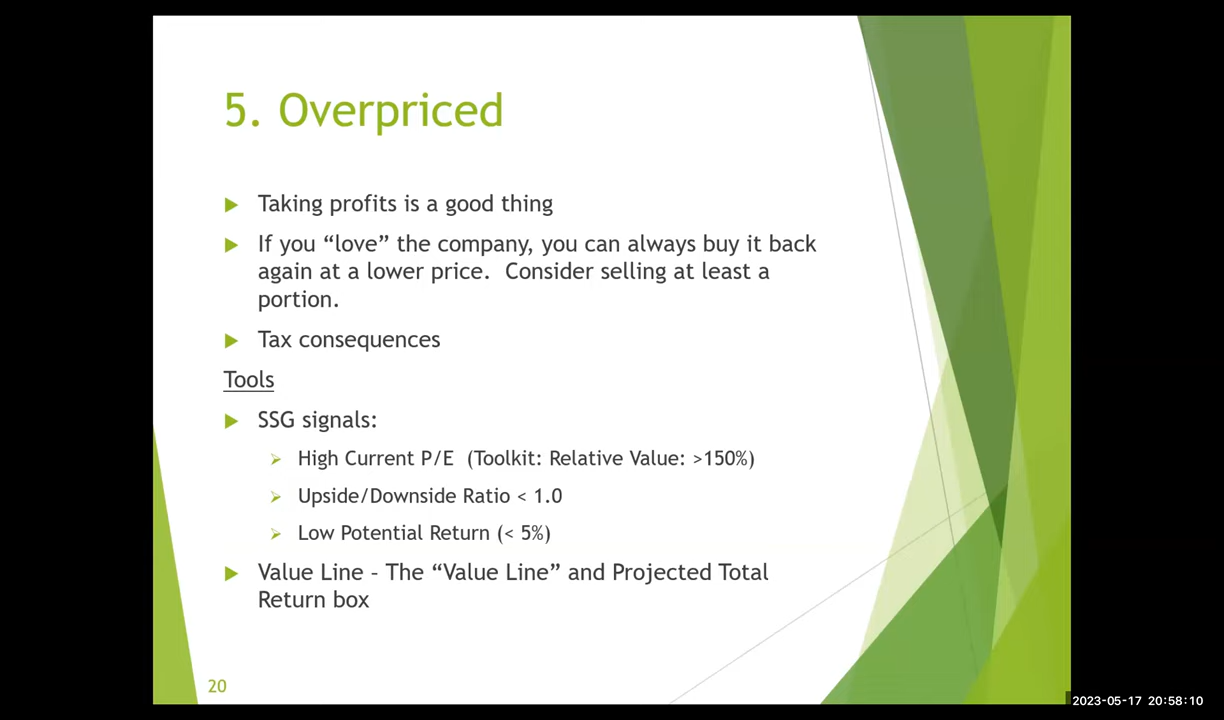 5. Overpriced
Taking profits is a good thing
If you “love” the company, you can always buy it back
again at a lower price.  Consider selling at least a
portion.
Tax consequences
Tools
SSG signals:
High Current P/E  (Toolkit: Relative Value: >150%)
Upside/Downside Ratio < 1.0
Low Potential Return (< 5%)
Value Line – The “Value Line” and Projected Total
Return box
20
2023-05-17  20:58:10